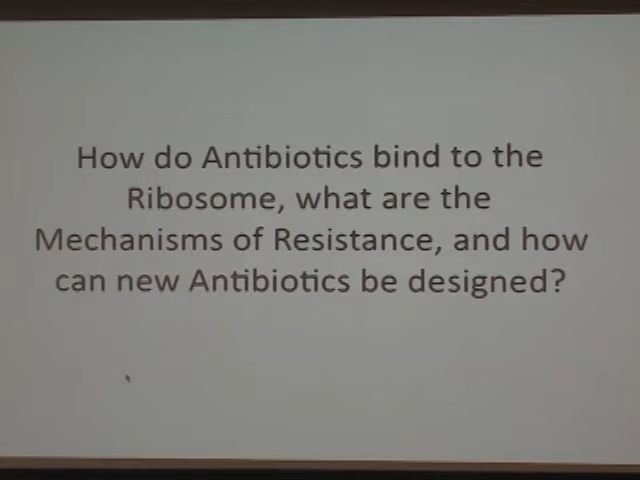 How do Antibiotics bind to the
Ribosome, what are the
Mechanisms of Resistance, and how
can new Antibiotics be designed?